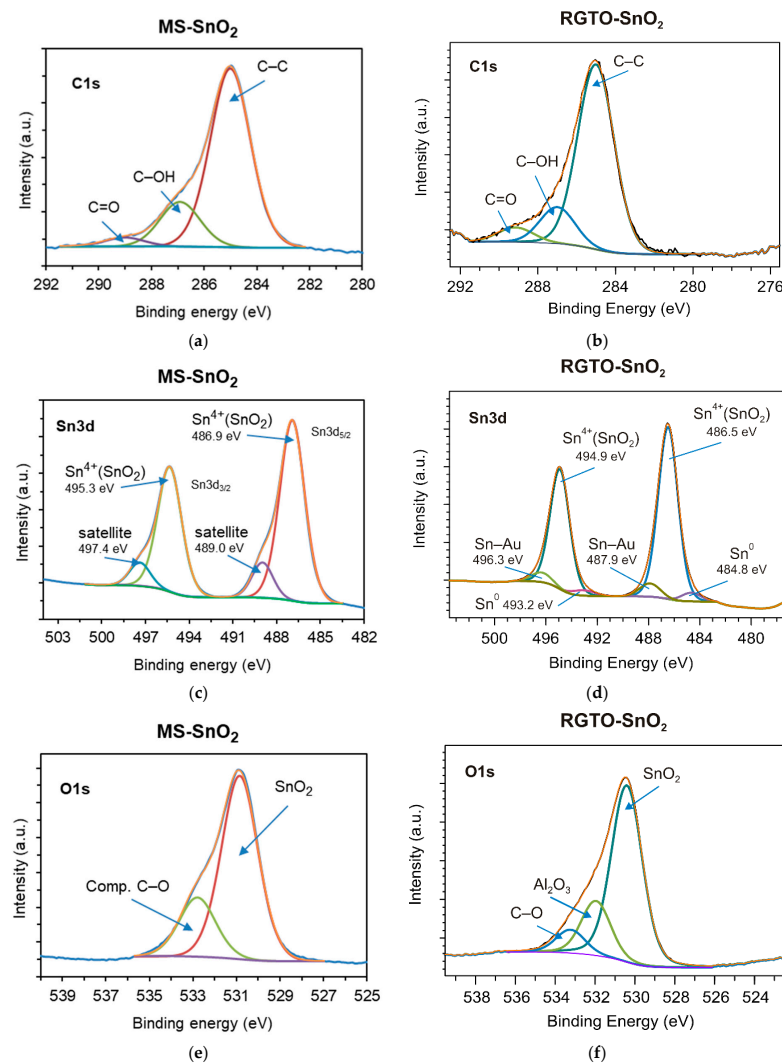 MS-SnO₂
C1s
C–C
C–OH
C=O
Intensity (a.u.)
292 290 288 286 284 282 280
Binding energy (eV)
(a)
RGTO-SnO₂
C1s
C–C
C–OH
C=O
Intensity (a.u.)
292 288 284 280 276
Binding Energy (eV)
(b)
MS-SnO₂
Sn3d
Sn⁴⁺(SnO₂)
486.9 eV
Sn3d₅/₂
Sn⁴⁺(SnO₂)
495.3 eV
Sn3d₃/₂
satellite
497.4 eV
satellite
489.0 eV
Intensity (a.u.)
503 500 497 494 491 488 485 482
Binding energy (eV)
(c)
RGTO-SnO₂
Sn3d
Sn⁴⁺(SnO₂)
486.5 eV
Sn⁴⁺(SnO₂)
494.9 eV
Sn–Au
496.3 eV
Sn–Au
487.9 eV
Sn⁰
484.8 eV
Sn⁰ 493.2 eV
Intensity (a.u.)
500 496 492 488 484 480
Binding Energy (eV)
(d)
MS-SnO₂
O1s
SnO₂
Comp. C–O
Intensity (a.u.)
539 537 535 533 531 529 527 525
Binding energy (eV)
(e)
RGTO-SnO₂
O1s
SnO₂
Al₂O₃
C–O
Intensity (a.u.)
538 536 534 532 530 528 526 524
Binding Energy (eV)
(f)